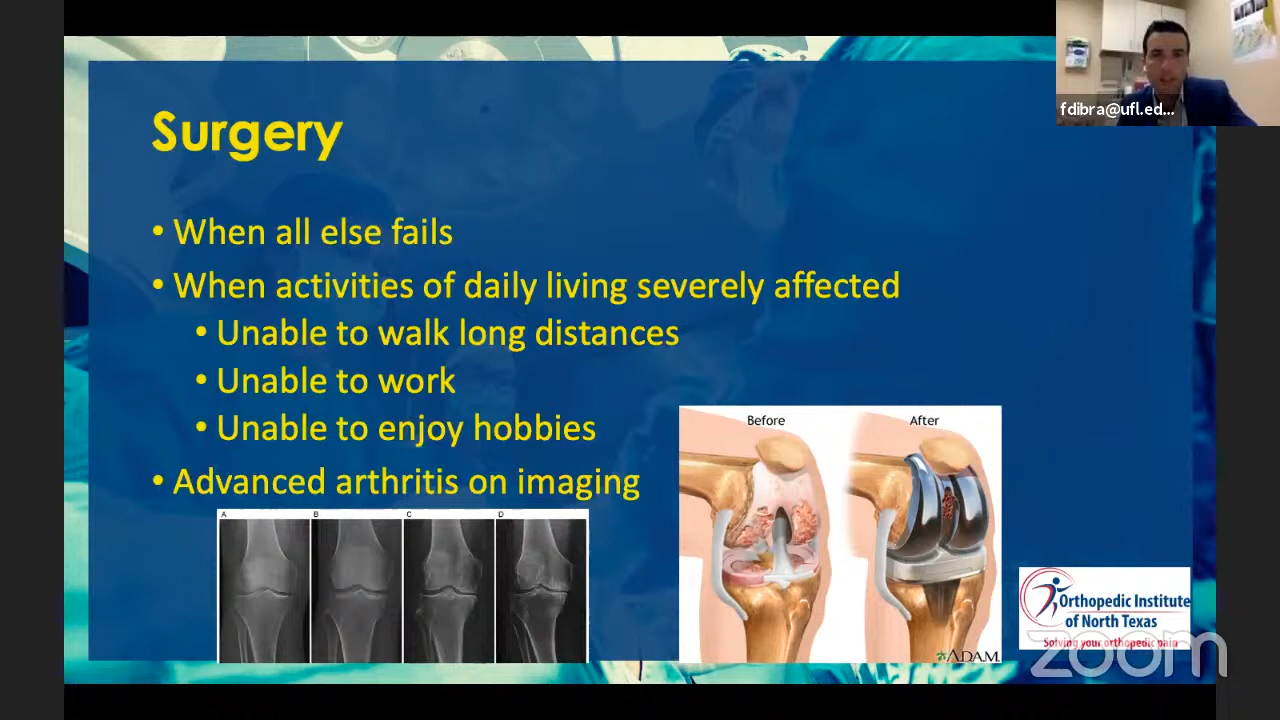 fdibra@ufl.ed...
Surgery
• When all else fails
• When activities of daily living severely affected
• Unable to walk long distances
• Unable to work
• Unable to enjoy hobbies
• Advanced arthritis on imaging
A B C D
Before After
A.D.A.M.
Orthopedic Institute
of North Texas
Solving your orthopedic pain
zoom